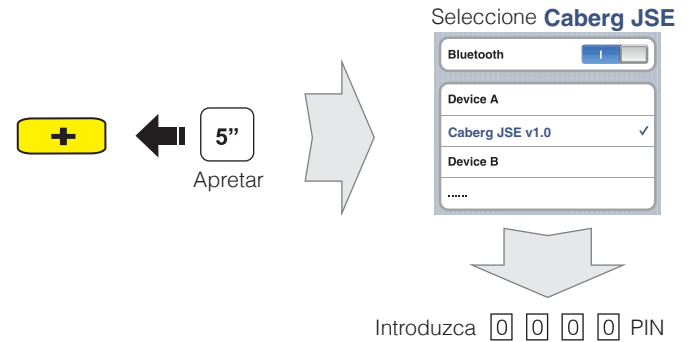 Seleccione Caberg JSE
Bluetooth
I
Device A
Caberg JSE v1.0 ✓
Device B
......
+
5”
Apretar
Introduzca 0 0 0 0 PIN